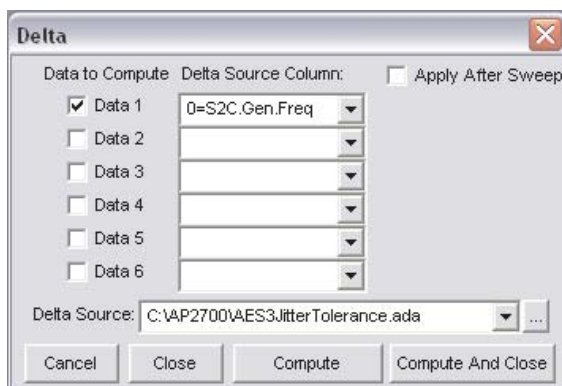 Delta
Data to Compute Delta Source Column: Apply After Sweep
Data 1 0=S2C.Gen.Freq
Data 2
Data 3
Data 4
Data 5
Data 6
Delta Source: C:\AP2700\AES3JitterTolerance.ada ...
Cancel Close Compute Compute And Close